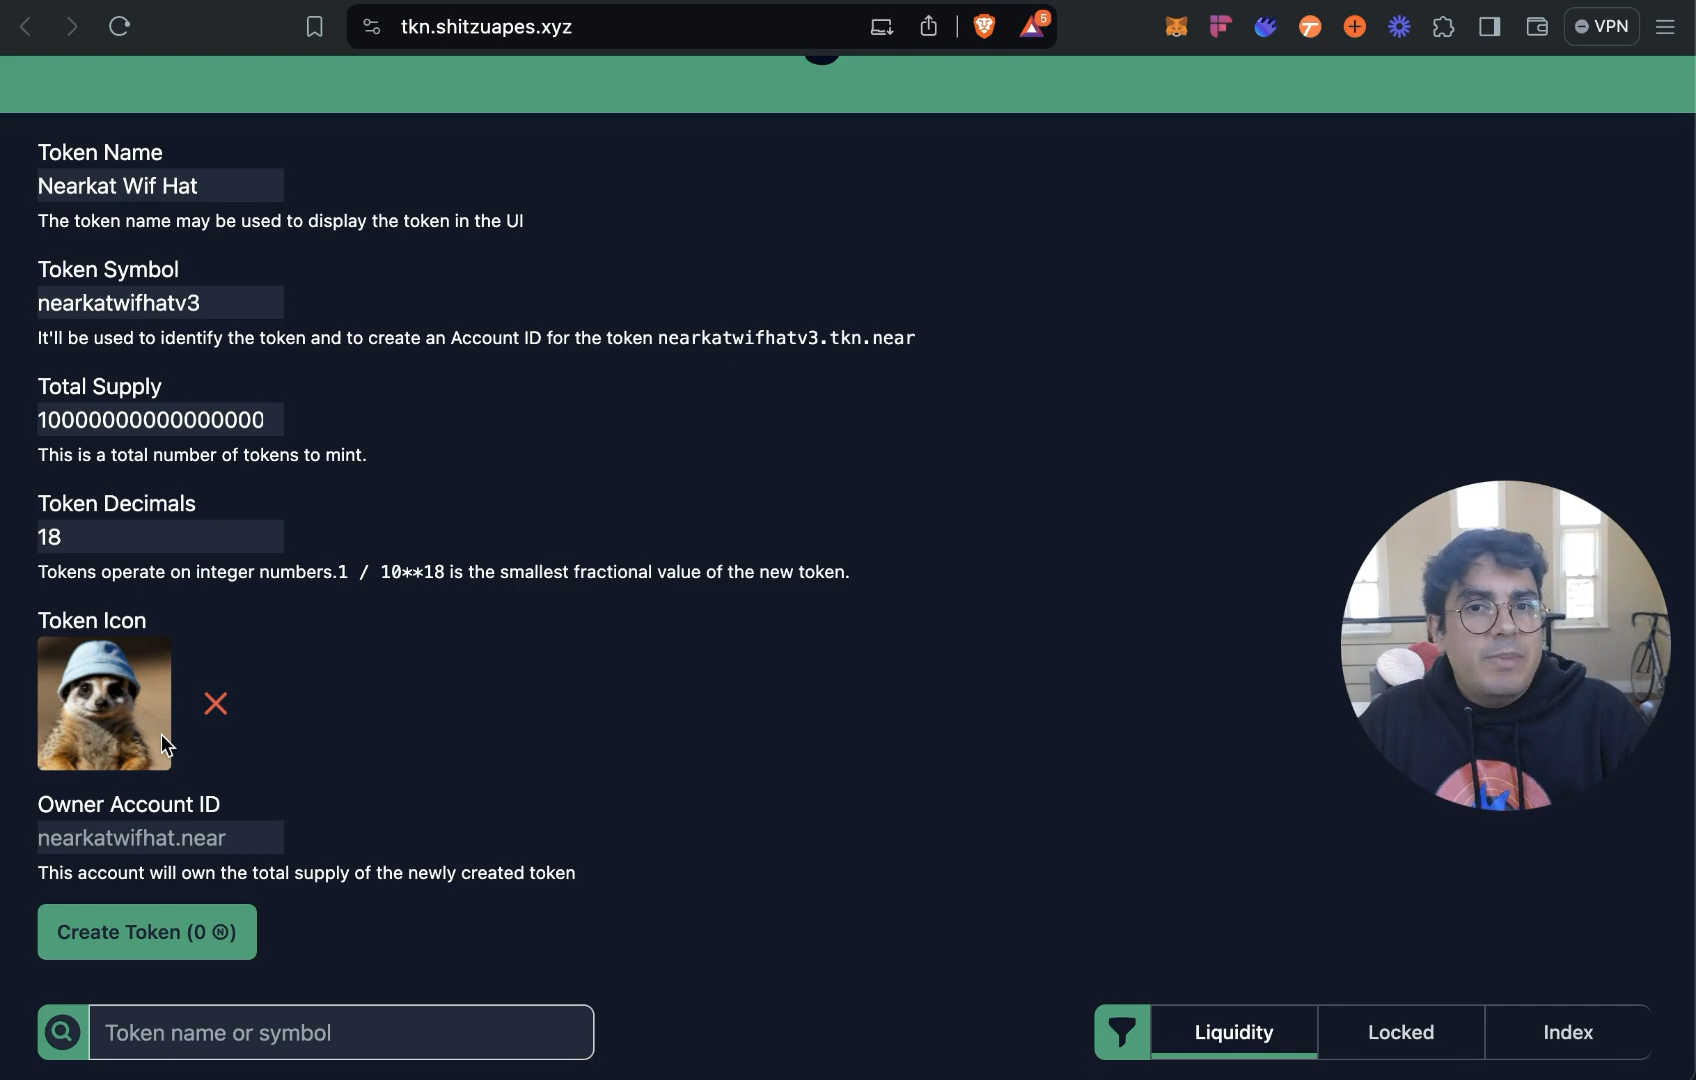 tkn.shitzuapes.xyz
5
VPN
Token Name
Nearkat Wif Hat
The token name may be used to display the token in the UI
Token Symbol
nearkatwifhatv3
It'll be used to identify the token and to create an Account ID for the token nearkatwifhatv3.tkn.near
Total Supply
100000000000000000
This is a total number of tokens to mint.
Token Decimals
18
Tokens operate on integer numbers.1 / 10**18 is the smallest fractional value of the new token.
Token Icon
Owner Account ID
nearkatwifhat.near
This account will own the total supply of the newly created token
Create Token (0 Ⓝ)
Token name or symbol
Liquidity
Locked
Index